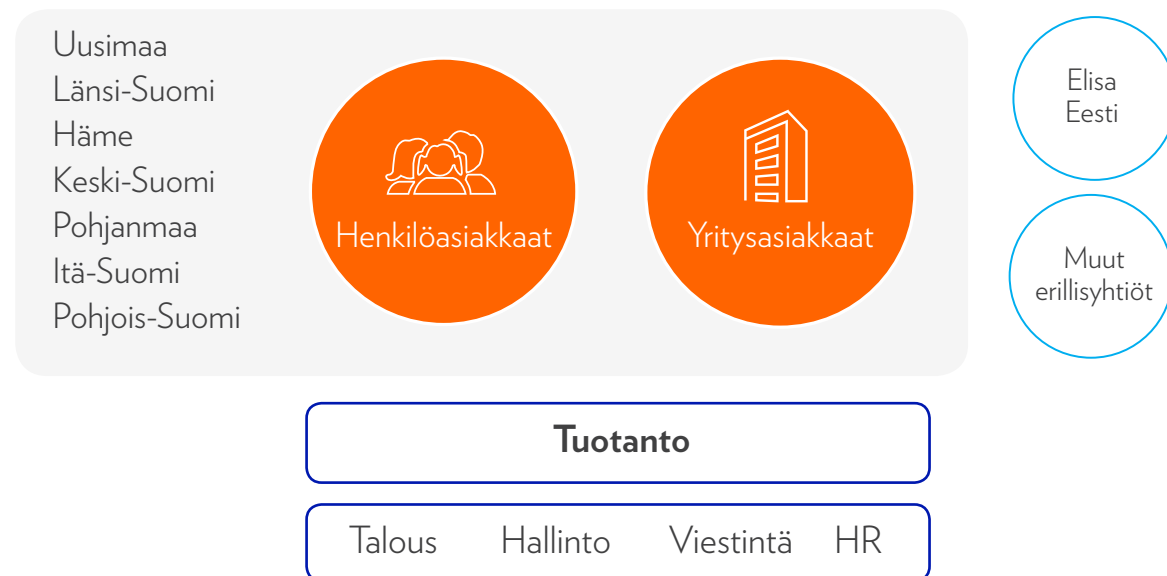 Uusimaa
Länsi-Suomi
Häme
Keski-Suomi
Pohjanmaa
Itä-Suomi
Pohjois-Suomi
Henkilöasiakkaat
Yritysasiakkaat
Elisa
Eesti
Muut
erillisyhtiöt
Tuotanto
Talous Hallinto Viestintä HR